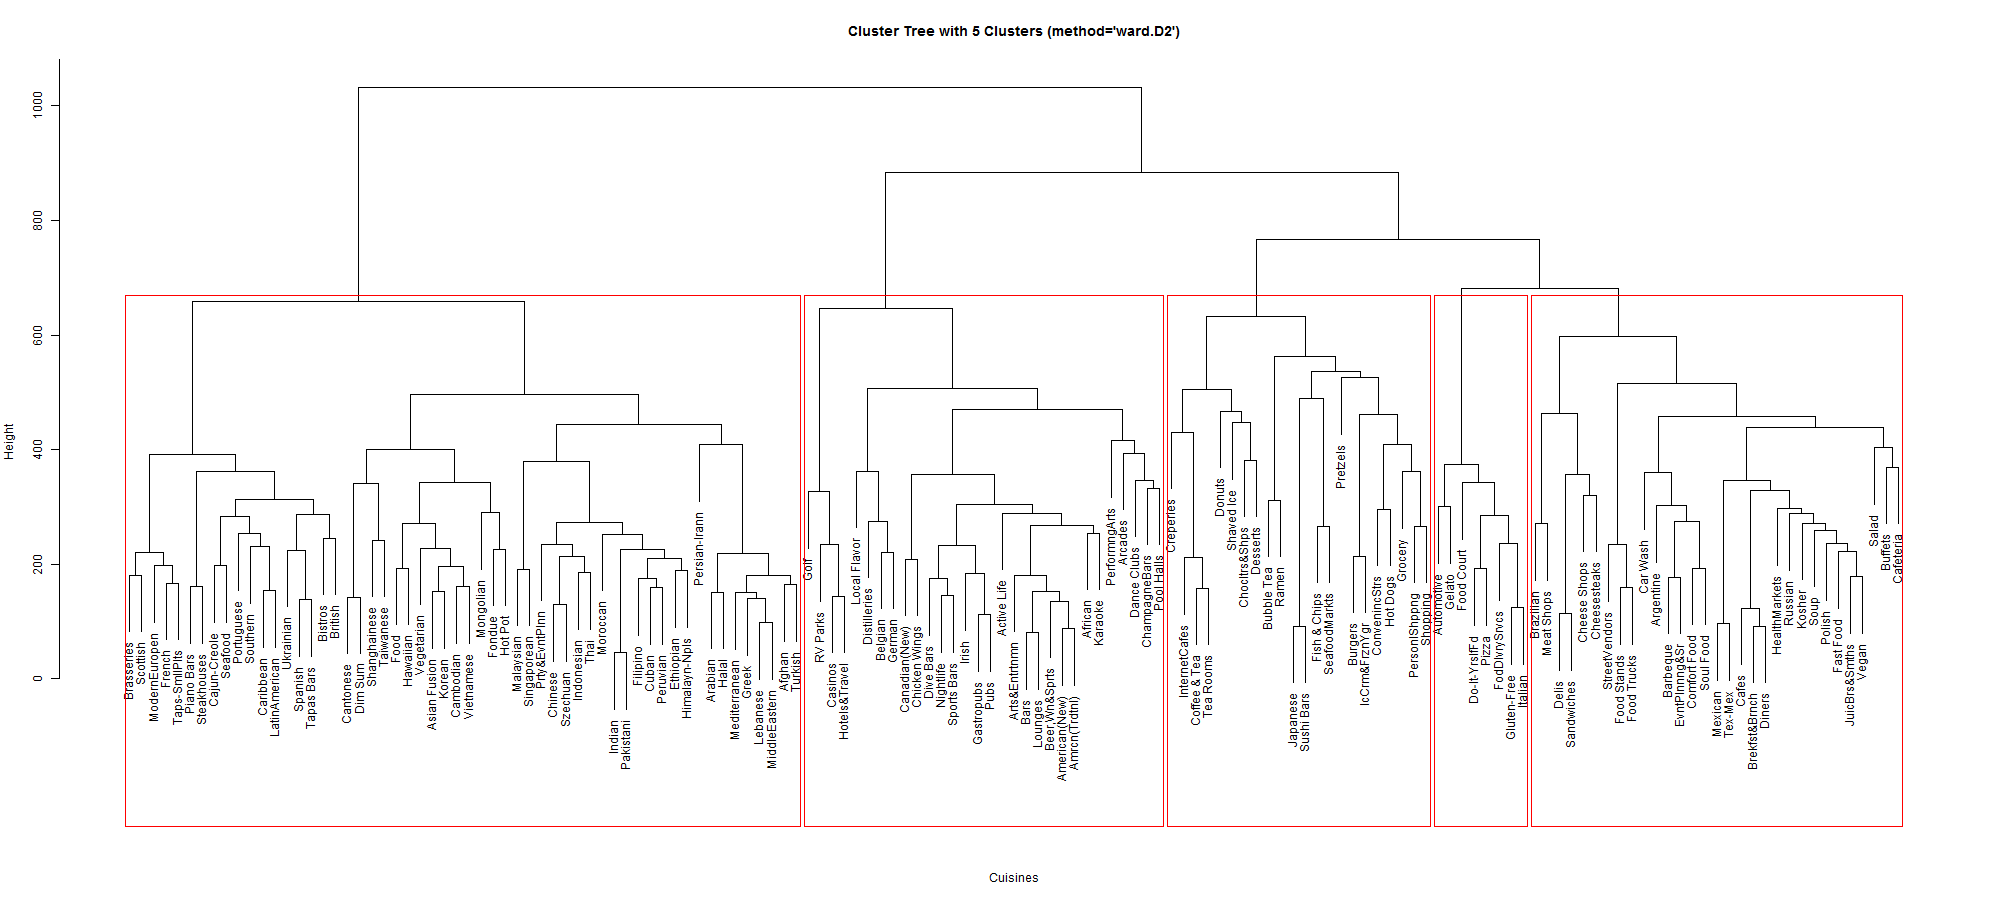 Cluster Tree with 5 Clusters (method='ward.D2')
Height
1000
800
600
400
200
0
Brasseries
Scottish
ModernEuropen
French
Taps-SmlPlts
Piano Bars
Steakhouses
Cajun-Creole
Seafood
Portuguese
Southern
Caribbean
LatinAmerican
Ukrainian
Spanish
Tapas Bars
Bistros
British
Cantonese
Dim Sum
Shanghainese
Taiwanese
Food
Hawaiian
Vegetarian
Asian Fusion
Korean
Cambodian
Vietnamese
Mongolian
Fondue
Hot Pot
Malaysian
Singaporean
Prty&EvntPlnn
Chinese
Szechuan
Indonesian
Thai
Moroccan
Indian
Pakistani
Filipino
Cuban
Peruvian
Ethiopian
Himalayn-Npls
Persian-Irann
Arabian
Halal
Mediterranean
Greek
Lebanese
MiddleEastern
Afghan
Turkish
Golf
RV Parks
Casinos
Hotels&Travel
Local Flavor
Distilleries
Belgian
German
Canadian(New)
Chicken Wings
Dive Bars
Nightlife
Sports Bars
Irish
Gastropubs
Pubs
Active Life
Arts&Entrthmn
Bars
Lounges
Beer,Wn&Sprts
American(New)
Amrcn(Trdtnl)
African
Karaoke
PerformngArts
Arcades
Dance Clubs
ChampagneBars
Pool Halls
Creperies
InternetCafes
Coffee & Tea
Tea Rooms
Donuts
Shaved Ice
Chocltrs&Shps
Desserts
Bubble Tea
Ramen
Japanese
Sushi Bars
Fish & Chips
SeafoodMarkts
Pretzels
Burgers
IcCrm&FrznYgr
ConvenincStrs
Hot Dogs
Grocery
PersonlShppng
Shopping
Automotive
Gelato
Food Court
Do-It-YrslfFd
Pizza
FodDlvrySrvcs
Gluten-Free
Italian
Brazilian
Meat Shops
Delis
Sandwiches
Cheese Shops
Cheesesteaks
StreetVendors
Food Stands
Food Trucks
Car Wash
Argentine
Barbeque
EvntPlnnng&Sr
Comfort Food
Soul Food
Mexican
Tex-Mex
Cafes
Brekfst&Brnch
Diners
HealthMarkets
Russian
Kosher
Soup
Polish
Fast Food
JuicBrs&Smths
Vegan
Salad
Buffets
Cafeteria
Cuisines